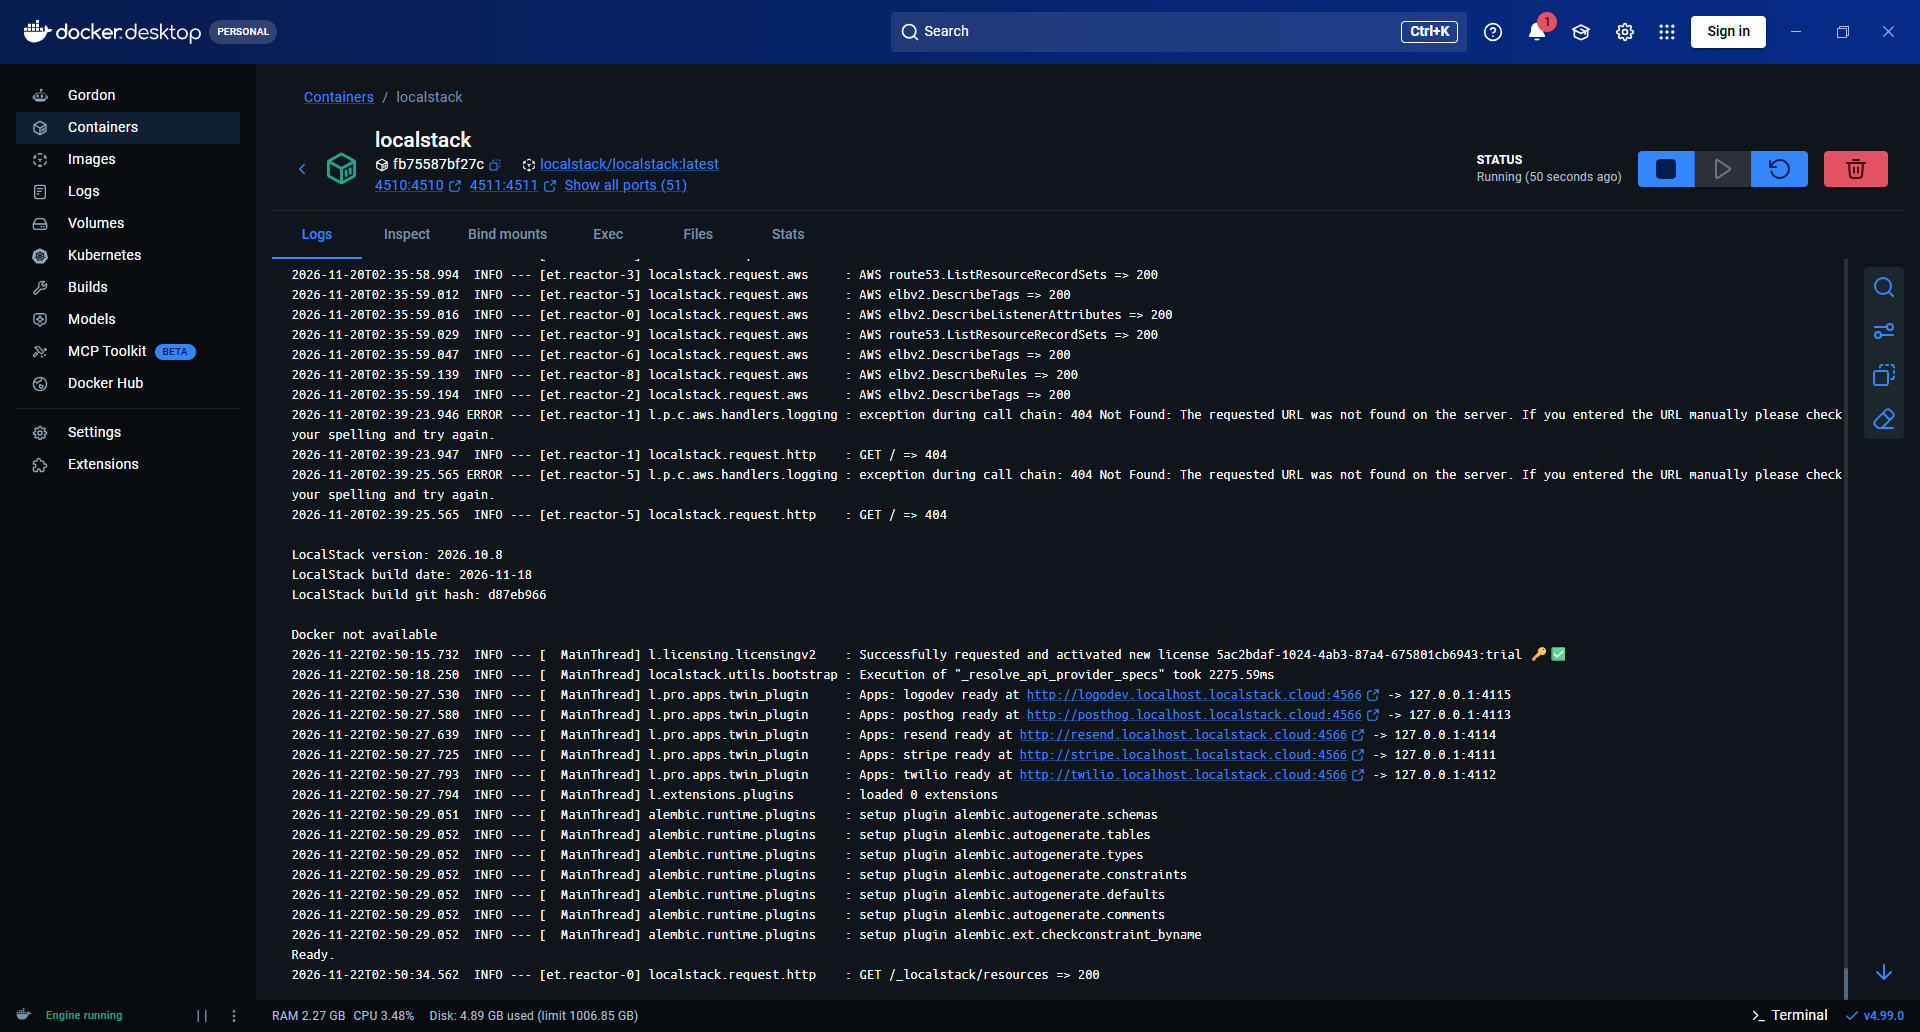 docker.desktop PERSONAL Search Ctrl+K 1 Sign in
Gordon
Containers
Images
Logs
Volumes
Kubernetes
Builds
Models
MCP Toolkit BETA
Docker Hub
Settings
Extensions
Containers / localstack
localstack
fb75587bf27c localstack/localstack:latest
4510:4510 4511:4511 Show all ports (51)
STATUS
Running (50 seconds ago)
Logs Inspect Bind mounts Exec Files Stats
2026-11-20T02:35:58.994 INFO --- [et.reactor-3] localstack.request.aws : AWS route53.ListResourceRecordSets => 200
2026-11-20T02:35:59.012 INFO --- [et.reactor-5] localstack.request.aws : AWS elbv2.DescribeTags => 200
2026-11-20T02:35:59.016 INFO --- [et.reactor-0] localstack.request.aws : AWS elbv2.DescribeListenerAttributes => 200
2026-11-20T02:35:59.029 INFO --- [et.reactor-9] localstack.request.aws : AWS route53.ListResourceRecordSets => 200
2026-11-20T02:35:59.047 INFO --- [et.reactor-6] localstack.request.aws : AWS elbv2.DescribeTags => 200
2026-11-20T02:35:59.139 INFO --- [et.reactor-8] localstack.request.aws : AWS elbv2.DescribeRules => 200
2026-11-20T02:35:59.194 INFO --- [et.reactor-2] localstack.request.aws : AWS elbv2.DescribeTags => 200
2026-11-20T02:39:23.946 ERROR --- [et.reactor-1] l.p.c.aws.handlers.logging : exception during call chain: 404 Not Found: The requested URL was not found on the server. If you entered the URL manually please check
your spelling and try again.
2026-11-20T02:39:23.947 INFO --- [et.reactor-1] localstack.request.http : GET / => 404
2026-11-20T02:39:25.565 ERROR --- [et.reactor-5] l.p.c.aws.handlers.logging : exception during call chain: 404 Not Found: The requested URL was not found on the server. If you entered the URL manually please check
your spelling and try again.
2026-11-20T02:39:25.565 INFO --- [et.reactor-5] localstack.request.http : GET / => 404
LocalStack version: 2026.10.8
LocalStack build date: 2026-11-18
LocalStack build git hash: d87eb966
Docker not available
2026-11-22T02:50:15.732 INFO --- [ MainThread] l.licensing.licensingv2 : Successfully requested and activated new license 5ac2bdaf-1024-4ab3-87a4-675801cb6943:trial 🔑✅
2026-11-22T02:50:18.250 INFO --- [ MainThread] localstack.utils.bootstrap : Execution of "_resolve_api_provider_specs" took 2275.59ms
2026-11-22T02:50:27.530 INFO --- [ MainThread] l.pro.apps.twin_plugin : Apps: logodev ready at http://logodev.localhost.localstack.cloud:4566 -> 127.0.0.1:4115
2026-11-22T02:50:27.580 INFO --- [ MainThread] l.pro.apps.twin_plugin : Apps: posthog ready at http://posthog.localhost.localstack.cloud:4566 -> 127.0.0.1:4113
2026-11-22T02:50:27.639 INFO --- [ MainThread] l.pro.apps.twin_plugin : Apps: resend ready at http://resend.localhost.localstack.cloud:4566 -> 127.0.0.1:4114
2026-11-22T02:50:27.725 INFO --- [ MainThread] l.pro.apps.twin_plugin : Apps: stripe ready at http://stripe.localhost.localstack.cloud:4566 -> 127.0.0.1:4111
2026-11-22T02:50:27.793 INFO --- [ MainThread] l.pro.apps.twin_plugin : Apps: twilio ready at http://twilio.localhost.localstack.cloud:4566 -> 127.0.0.1:4112
2026-11-22T02:50:27.794 INFO --- [ MainThread] l.extensions.plugins : loaded 0 extensions
2026-11-22T02:50:29.051 INFO --- [ MainThread] alembic.runtime.plugins : setup plugin alembic.autogenerate.schemas
2026-11-22T02:50:29.052 INFO --- [ MainThread] alembic.runtime.plugins : setup plugin alembic.autogenerate.tables
2026-11-22T02:50:29.052 INFO --- [ MainThread] alembic.runtime.plugins : setup plugin alembic.autogenerate.types
2026-11-22T02:50:29.052 INFO --- [ MainThread] alembic.runtime.plugins : setup plugin alembic.autogenerate.constraints
2026-11-22T02:50:29.052 INFO --- [ MainThread] alembic.runtime.plugins : setup plugin alembic.autogenerate.defaults
2026-11-22T02:50:29.052 INFO --- [ MainThread] alembic.runtime.plugins : setup plugin alembic.autogenerate.comments
2026-11-22T02:50:29.052 INFO --- [ MainThread] alembic.runtime.plugins : setup plugin alembic.ext.checkconstraint_byname
Ready.
2026-11-22T02:50:34.562 INFO --- [et.reactor-0] localstack.request.http : GET /_localstack/resources => 200
Engine running RAM 2.27 GB CPU 3.48% Disk: 4.89 GB used (limit 1006.85 GB) Terminal v4.99.0